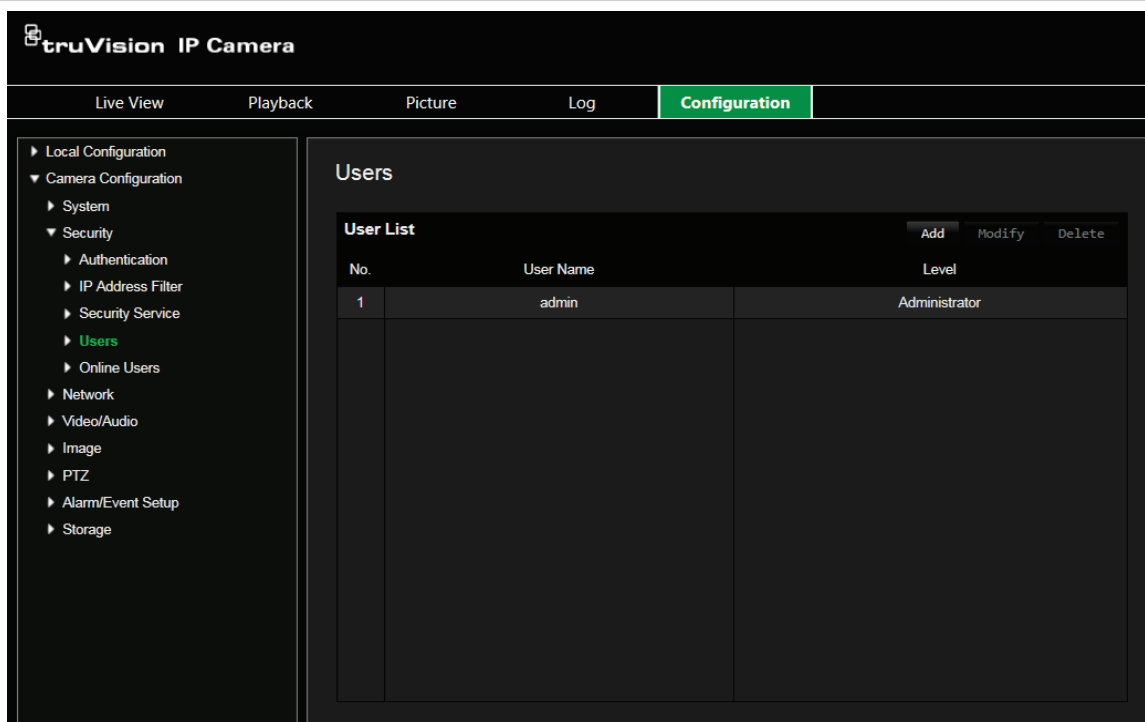 truVision IP Camera
Live View Playback Picture Log Configuration
Local Configuration
Camera Configuration
System
Security
Authentication
IP Address Filter
Security Service
Users
Online Users
Network
Video/Audio
Image
PTZ
Alarm/Event Setup
Storage
Users
User List Add Modify Delete
No. User Name Level
1 admin Administrator